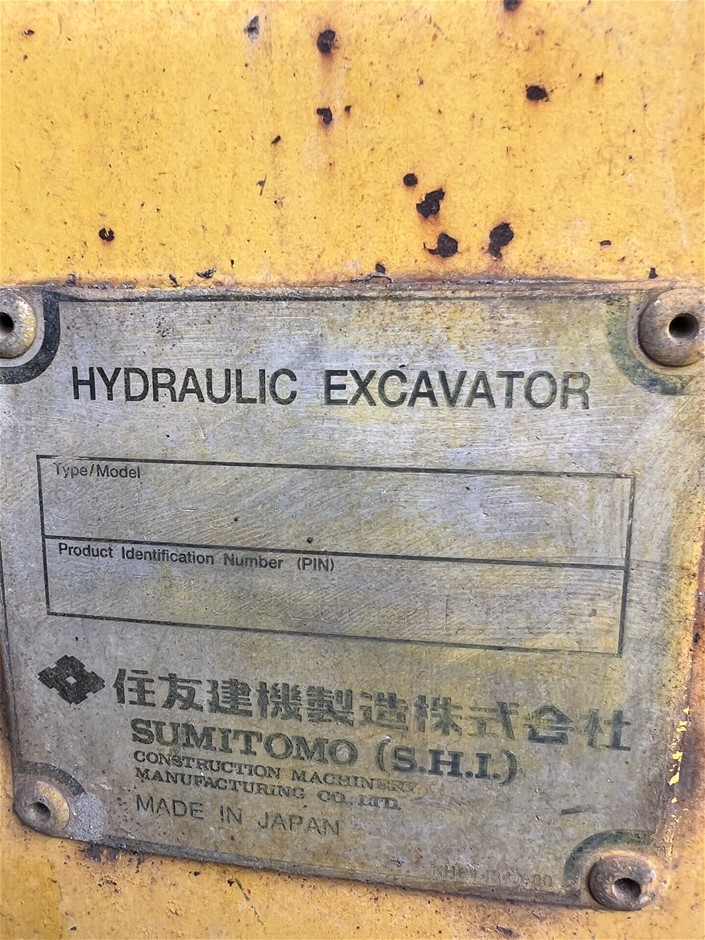 HYDRAULIC EXCAVATOR
Type/Model
Product Identification Number (PIN)
住友建機製造株式会社
SUMITOMO (S.H.I.)
CONSTRUCTION MACHINERY
MANUFACTURING CO., LTD.
MADE IN JAPAN